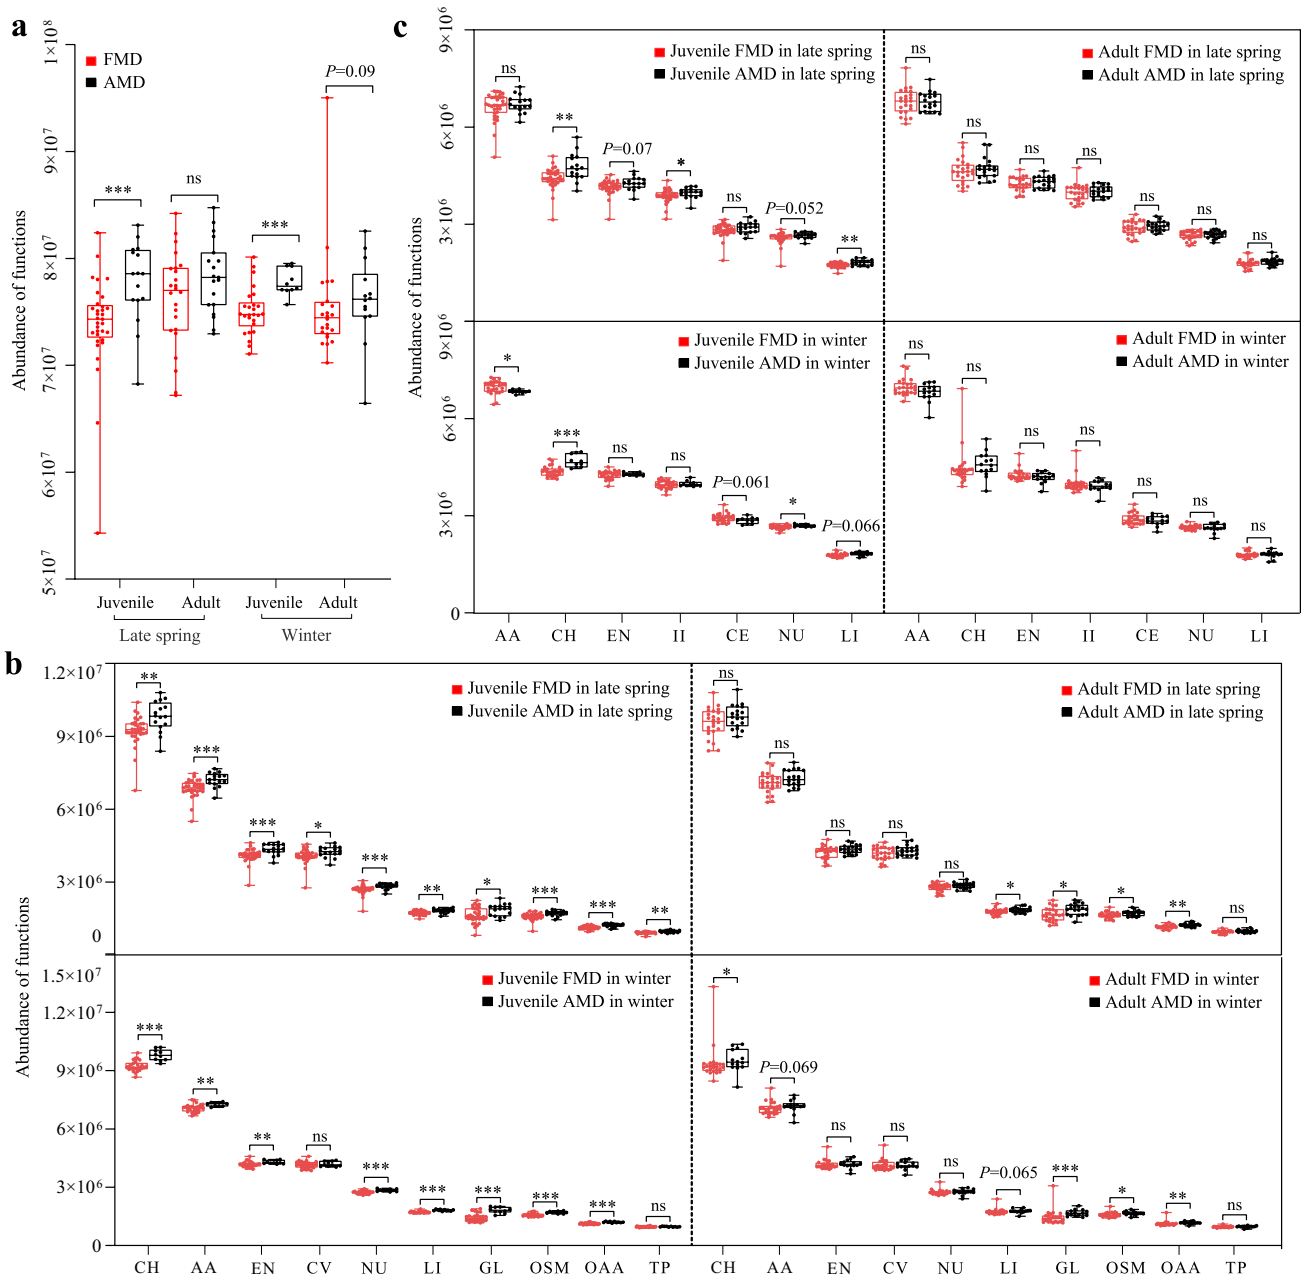 a
1×10⁸
9×10⁷
8×10⁷
7×10⁷
6×10⁷
5×10⁷
Abundance of functions
FMD
AMD
***
ns
***
P=0.09
Juvenile
Adult
Juvenile
Adult
Late spring
Winter
c
9×10⁶
6×10⁶
3×10⁶
9×10⁶
6×10⁶
3×10⁶
0
Abundance of functions
Juvenile FMD in late spring
Juvenile AMD in late spring
ns
**
P=0.07
*
ns
P=0.052
**
Adult FMD in late spring
Adult AMD in late spring
ns
ns
ns
ns
ns
ns
ns
Juvenile FMD in winter
Juvenile AMD in winter
*
***
ns
ns
P=0.061
*
P=0.066
Adult FMD in winter
Adult AMD in winter
ns
ns
ns
ns
ns
ns
ns
AA CH EN II CE NU LI
AA CH EN II CE NU LI
b
1.2×10⁷
9×10⁶
6×10⁶
3×10⁶
0
1.5×10⁷
1.2×10⁷
9×10⁶
6×10⁶
3×10⁶
0
Abundance of functions
Juvenile FMD in late spring
Juvenile AMD in late spring
**
***
***
*
***
**
*
***
***
**
Adult FMD in late spring
Adult AMD in late spring
ns
ns
ns
ns
ns
*
*
*
**
ns
Juvenile FMD in winter
Juvenile AMD in winter
***
**
**
ns
***
***
***
***
***
ns
Adult FMD in winter
Adult AMD in winter
*
P=0.069
ns
ns
ns
P=0.065
***
*
**
ns
CH AA EN CV NU LI GL OSM OAA TP
CH AA EN CV NU LI GL OSM OAA TP